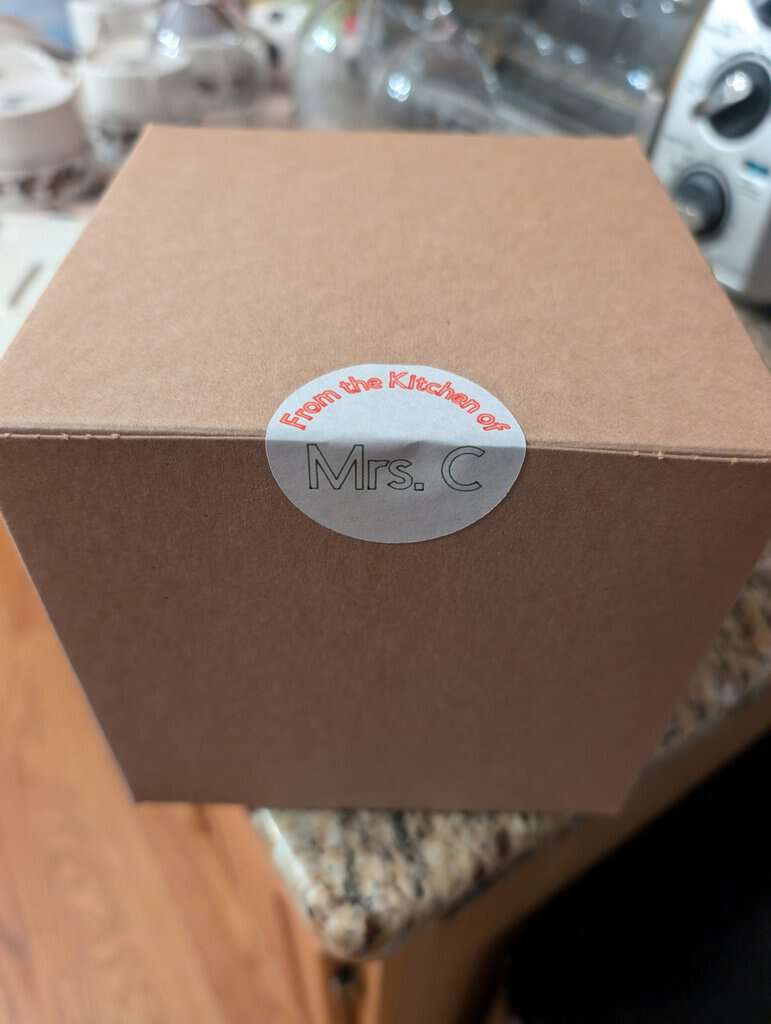 From the Kitchen of
Mrs. C